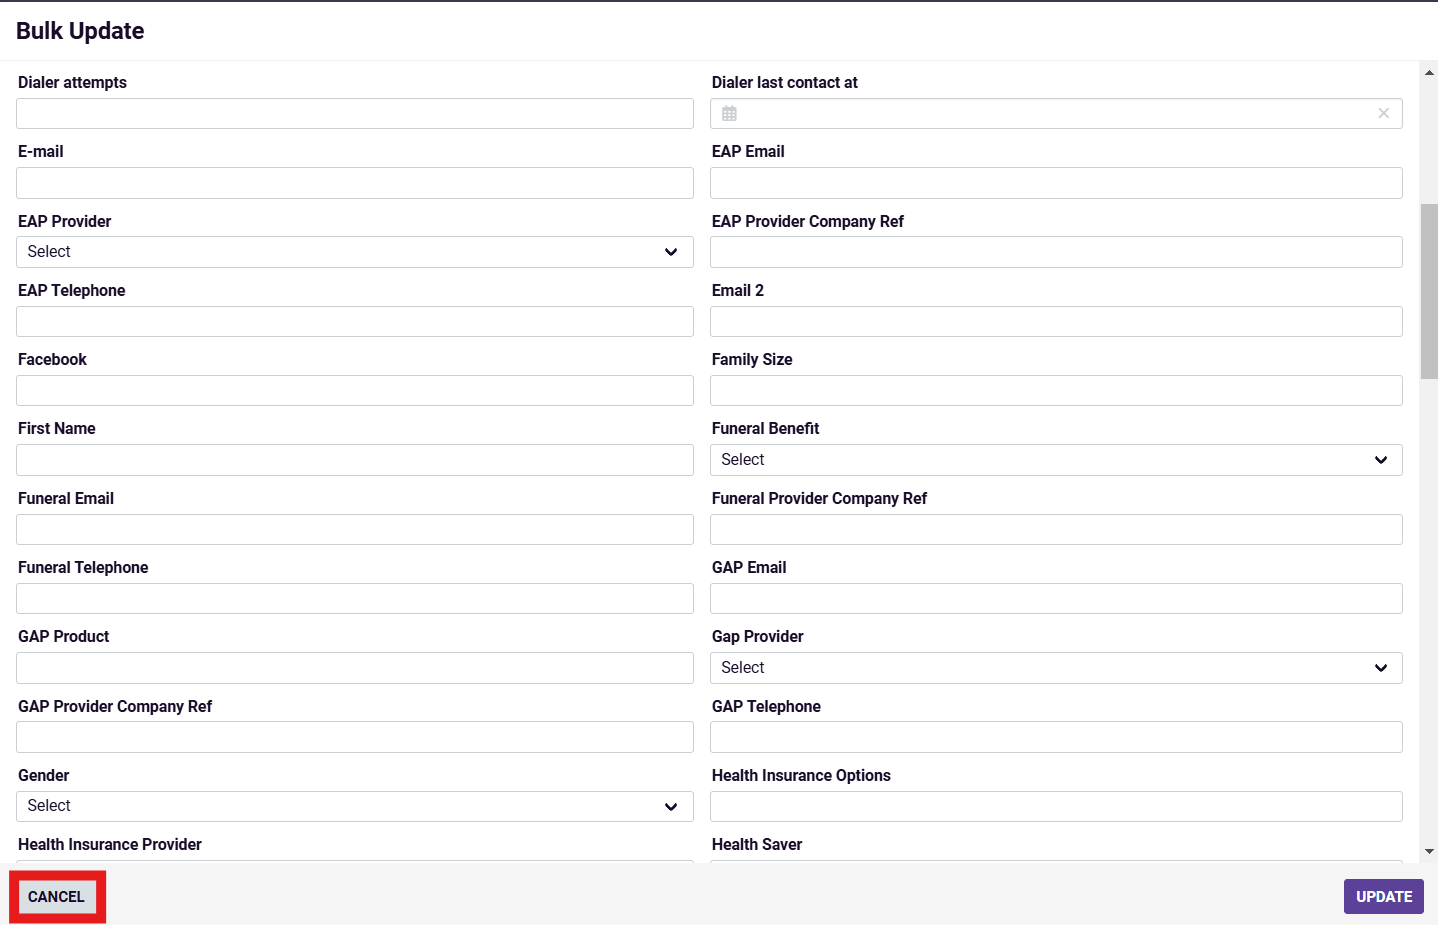 Bulk Update
Dialer attempts
Dialer last contact at
E-mail
EAP Email
EAP Provider
EAP Provider Company Ref
Select
EAP Telephone
Email 2
Facebook
Family Size
First Name
Funeral Benefit
Select
Funeral Email
Funeral Provider Company Ref
Funeral Telephone
GAP Email
GAP Product
Gap Provider
Select
GAP Provider Company Ref
GAP Telephone
Gender
Health Insurance Options
Select
Health Insurance Provider
Health Saver
CANCEL
UPDATE